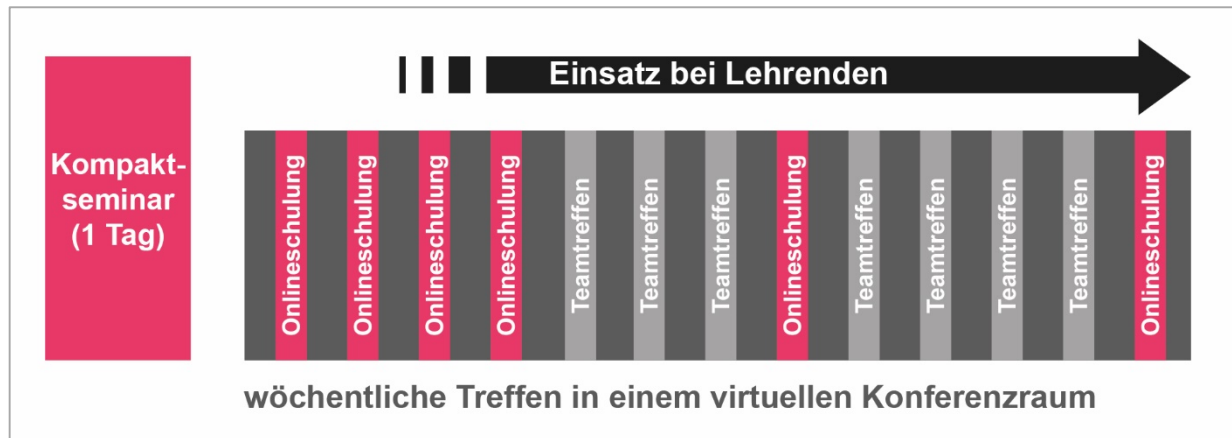 Kompakt-
seminar
(1 Tag)
Einsatz bei Lehrenden
Onlineschulung
Onlineschulung
Onlineschulung
Onlineschulung
Teamtreffen
Teamtreffen
Teamtreffen
Onlineschulung
Teamtreffen
Teamtreffen
Teamtreffen
Teamtreffen
Onlineschulung
wöchentliche Treffen in einem virtuellen Konferenzraum